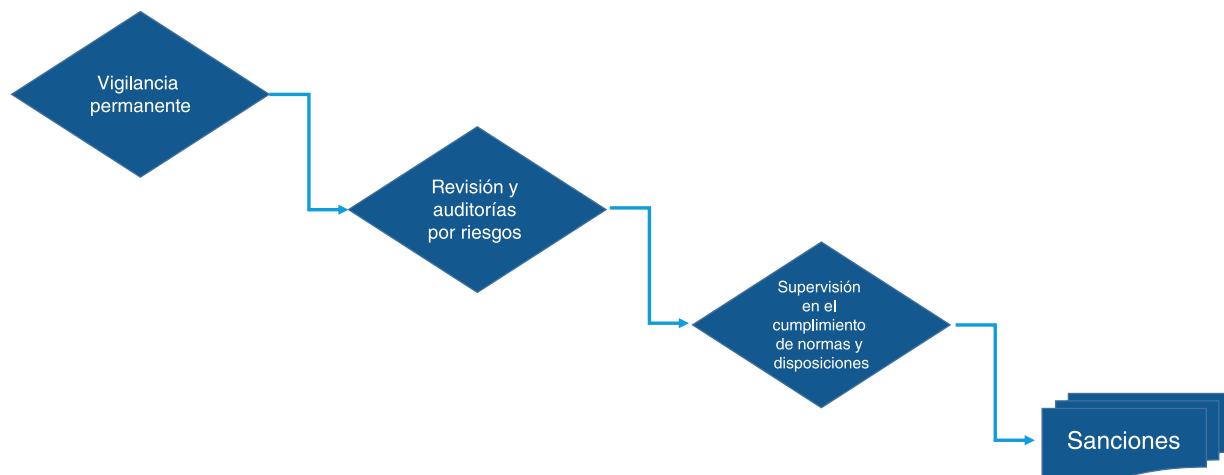 Vigilancia
permanente
Revisión y
auditorías
por riesgos
Supervisión
en el
cumplimiento
de normas y
disposiciones
Sanciones